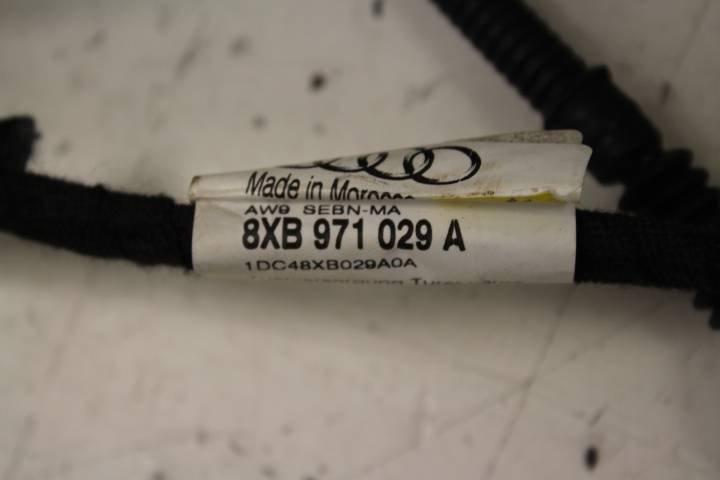 Made in Morocco
AW9 SEBN-MA
8XB 971 029 A
1DC48XB029A0A